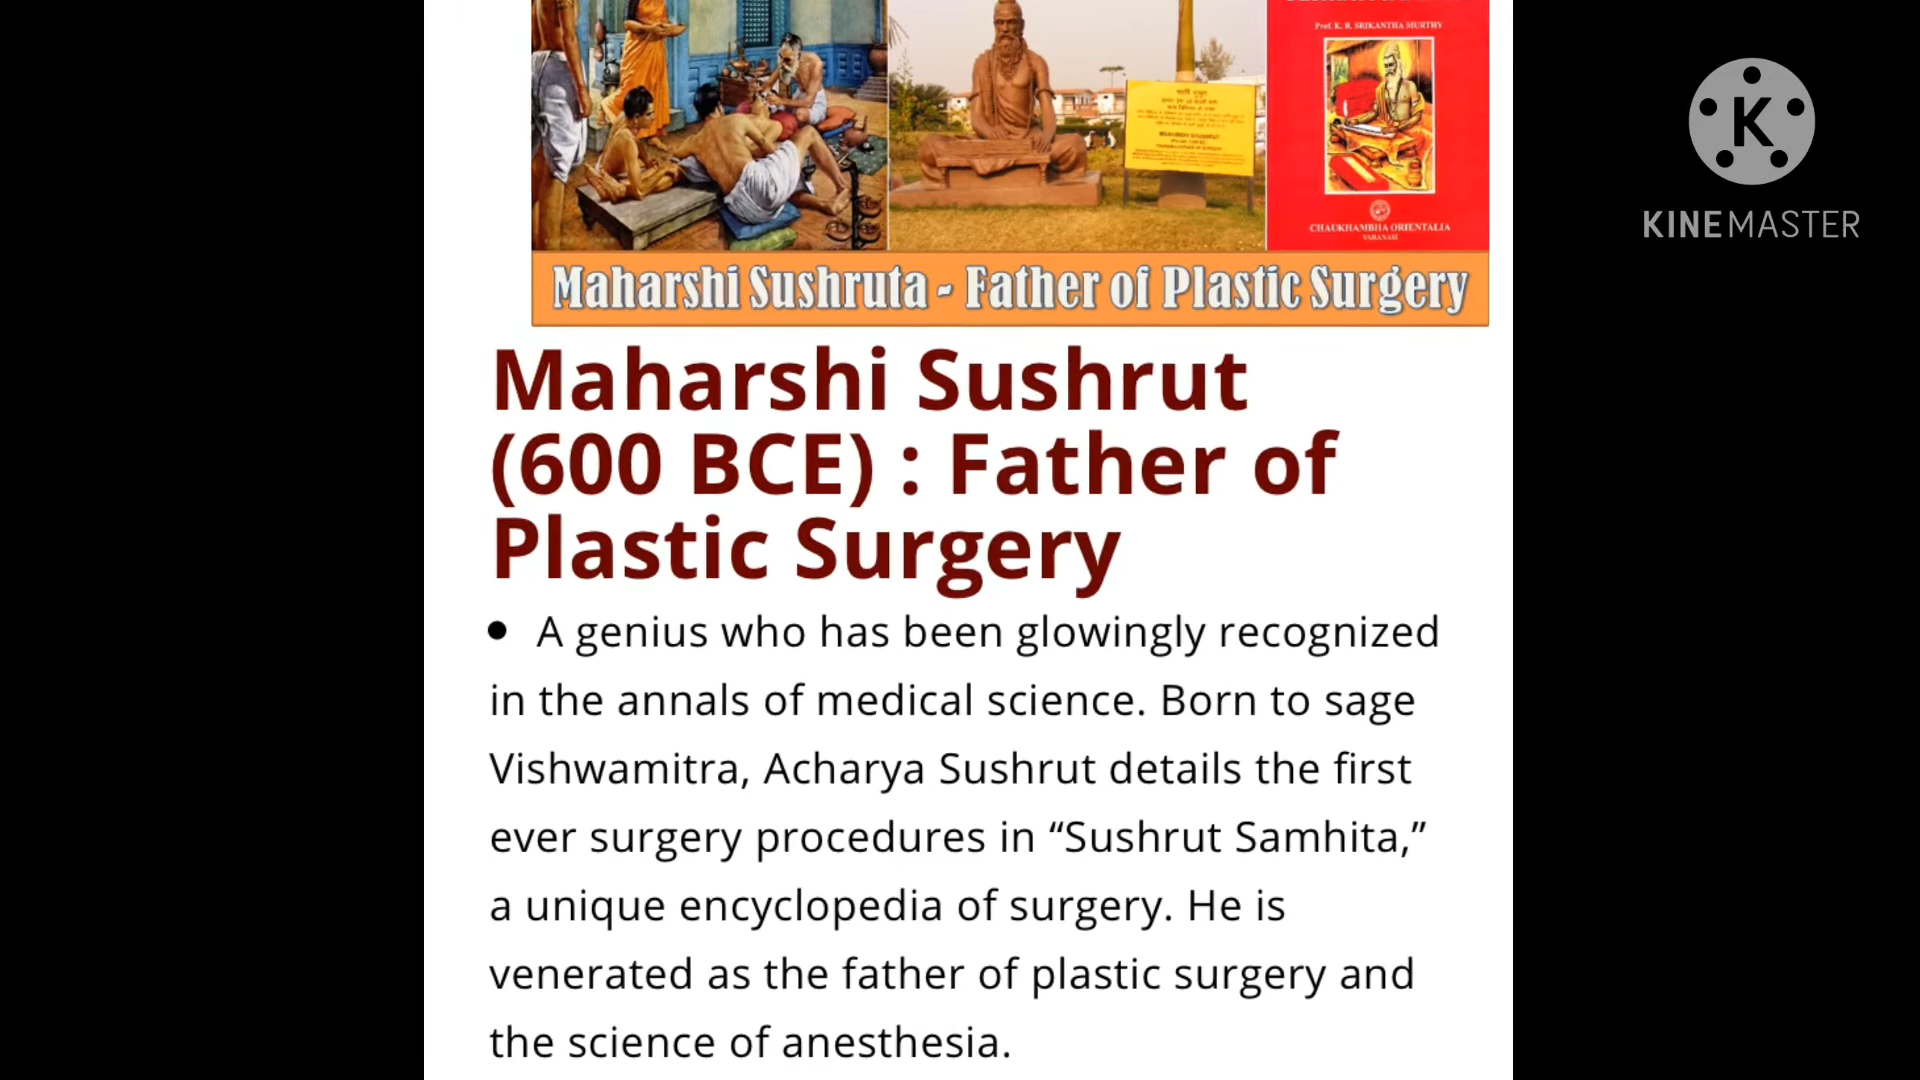 Prof. K. R. SRIKANTHA MURTHY
CHAUKHAMBHA ORIENTALIA
VARANASI
Maharshi Sushruta - Father of Plastic Surgery
Maharshi Sushrut
(600 BCE) : Father of
Plastic Surgery
• A genius who has been glowingly recognized
in the annals of medical science. Born to sage
Vishwamitra, Acharya Sushrut details the first
ever surgery procedures in “Sushrut Samhita,”
a unique encyclopedia of surgery. He is
venerated as the father of plastic surgery and
the science of anesthesia.
K
KINEMASTER